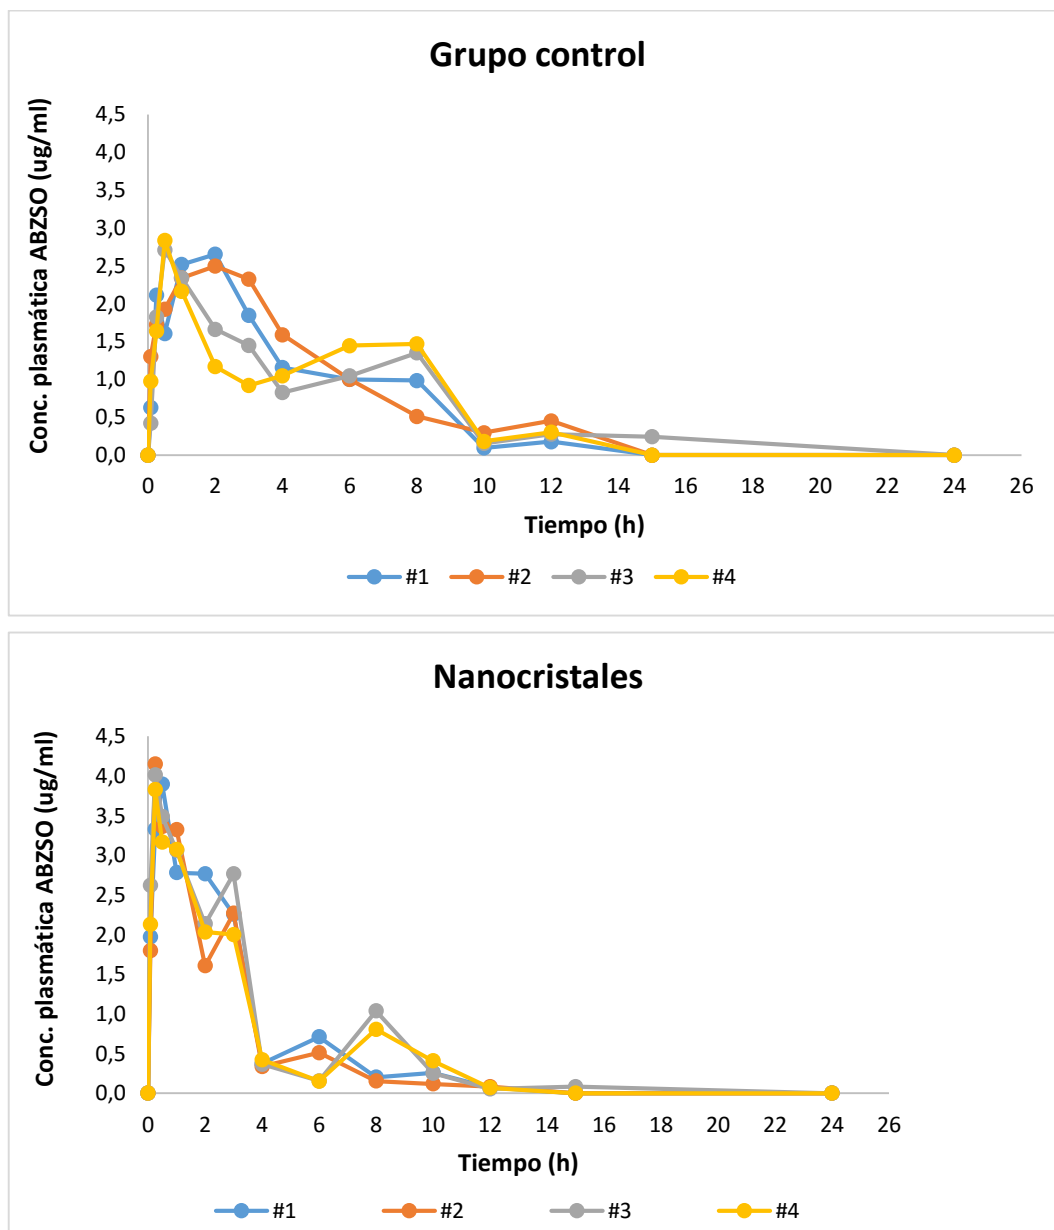 Grupo control
Conc. plasmática ABZSO (ug/ml)
4,5
4,0
3,5
3,0
2,5
2,0
1,5
1,0
0,5
0,0
0 2 4 6 8 10 12 14 16 18 20 22 24 26
Tiempo (h)
#1 #2 #3 #4
Nanocristales
Conc. plasmática ABZSO (ug/ml)
4,5
4,0
3,5
3,0
2,5
2,0
1,5
1,0
0,5
0,0
0 2 4 6 8 10 12 14 16 18 20 22 24 26
Tiempo (h)
#1 #2 #3 #4